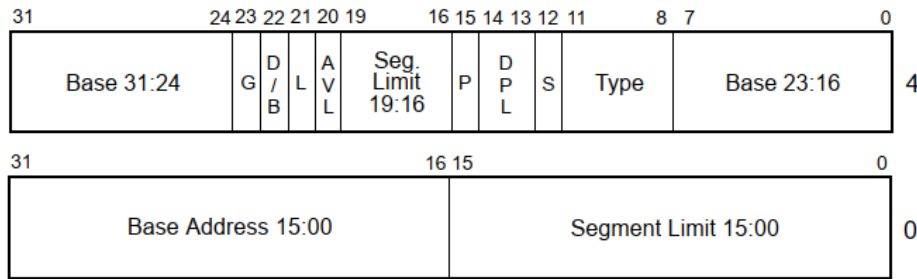 31 24 23 22 21 20 19 16 15 14 13 12 11 8 7 0
Base 31:24 G D/B L AVL Seg. Limit 19:16 P DPL S Type Base 23:16 4
31 16 15 0
Base Address 15:00 Segment Limit 15:00 0